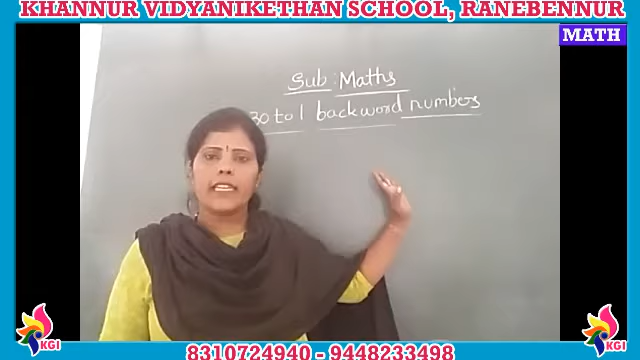 KHANNUR VIDYANIKETHAN SCHOOL, RANEBENNUR
MATH
Sub : Maths
30 to 1 backword numbers
KGI
KGI
8310724940 - 9448233498